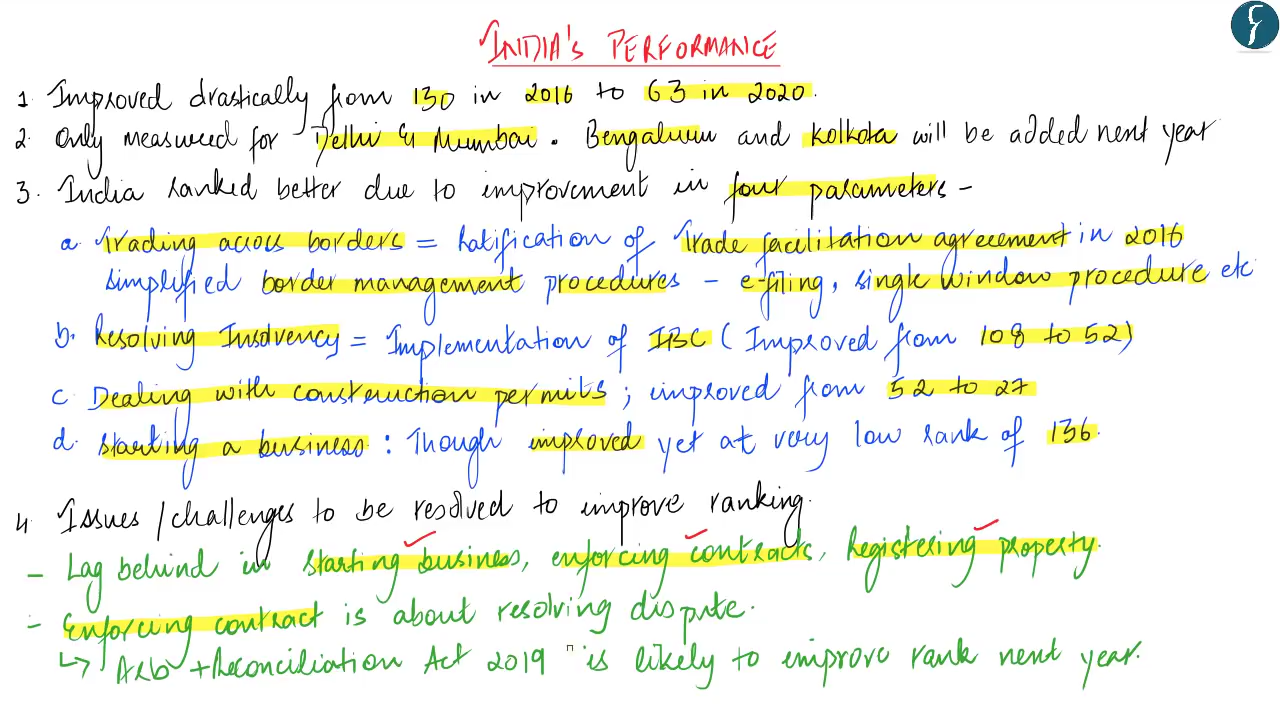 INDIA'S PERFORMANCE
1. Improved drastically from 130 in 2016 to 63 in 2020.
2. Only measured for Delhi & Mumbai. Bengaluru and Kolkota will be added next year
3. India ranked better due to improvement in four parameters -
a. Trading across borders = Ratification of Trade facilitation agreement in 2016
simplified border management procedures - e-filing, single window procedure etc
b. Resolving Insolvency = Implementation of IBC (Improved from 108 to 52)
c. Dealing with construction permits; improved from 52 to 27
d. Starting a business: Though improved yet at very low rank of 136.
4. Issues/challenges to be resolved to improve ranking.
- Lag behind in starting business, enforcing contracts, Registering property.
- Enforcing contract is about resolving dispute.
↳ Arb + Reconciliation Act 2019 is likely to improve rank next year.